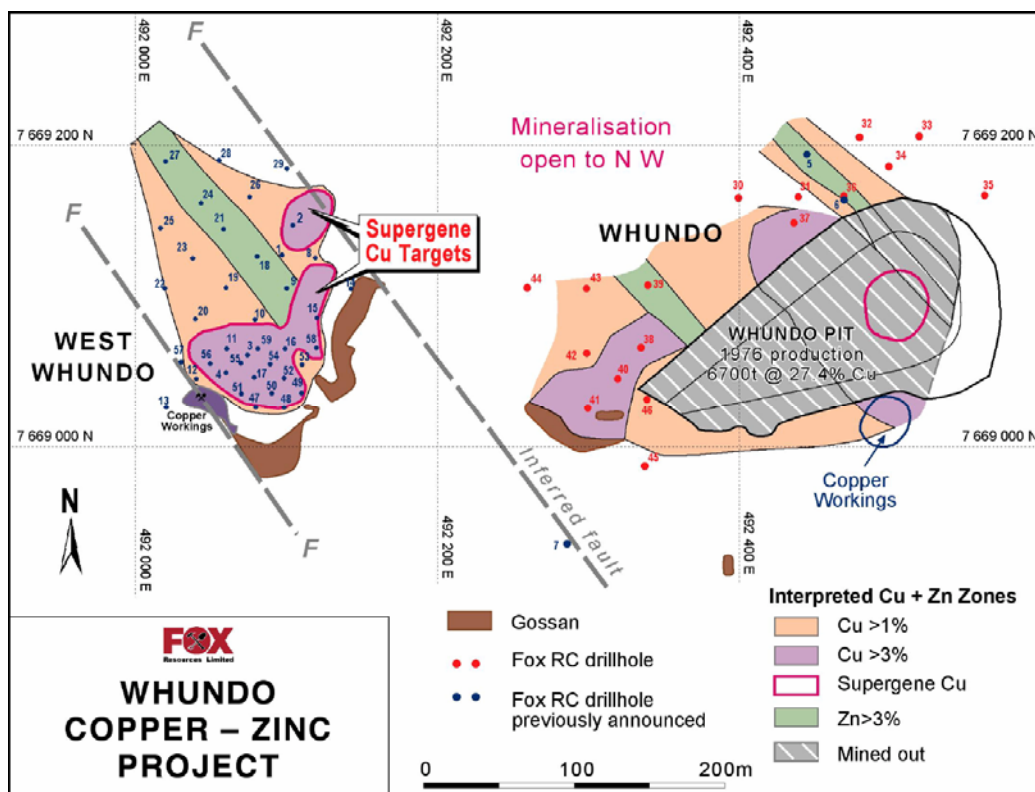 492 000 E
492 200 E
492 400 E
F
F
7 669 200 N
7 669 200 N
Mineralisation
open to N W
27
28
29
24
26
25
21
2
23
1
8
18
22
19
9
20
10
15
11
3
59
16
58
57
56
55
54
53
12
4
17
52
51
50
49
13
47
48
Supergene
Cu Targets
WEST
WHUNDO
Copper
Workings
32
33
5
34
30
31
36
35
6
37
WHUNDO
44
43
39
38
42
40
41
46
45
WHUNDO PIT
1976 production
6700t @ 27.4% Cu
7 669 000 N
7 669 000 N
Copper
Workings
Inferred fault
7
F
F
N
492 000 E
492 200 E
492 400 E
FOX
Resources Limited
WHUNDO
COPPER – ZINC
PROJECT
Gossan
Fox RC drillhole
Fox RC drillhole
previously announced
0 100 200m
Interpreted Cu + Zn Zones
Cu >1%
Cu >3%
Supergene Cu
Zn>3%
Mined out